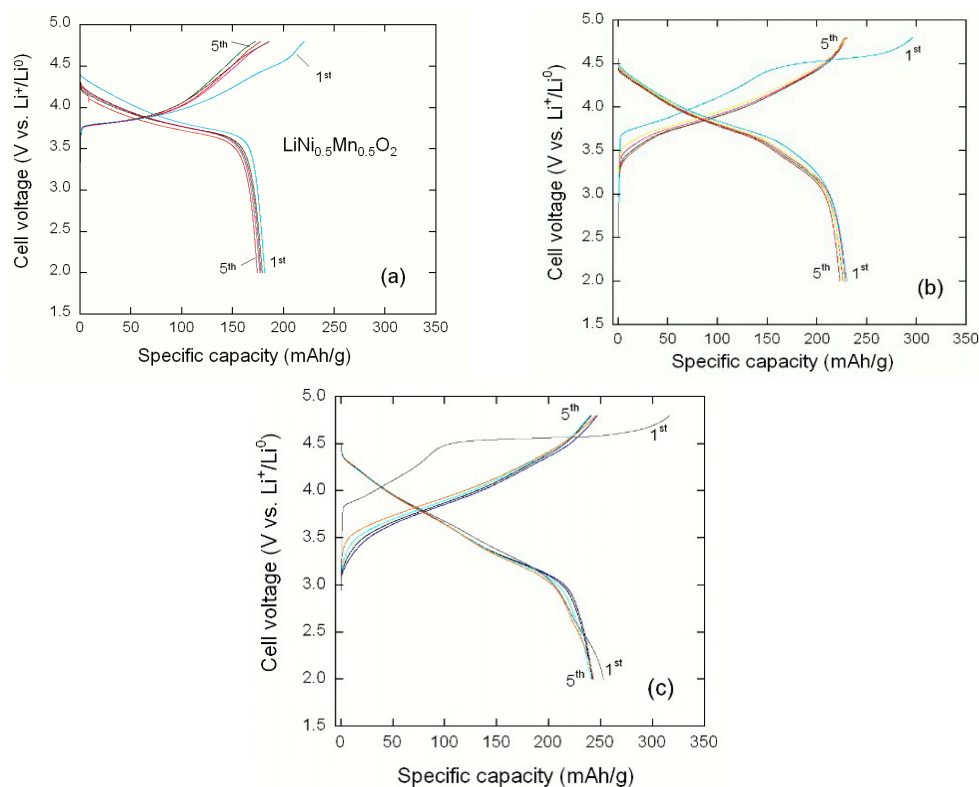 5.0
4.5
4.0
3.5
3.0
2.5
2.0
1.5
Cell voltage (V vs. Li⁺/Li⁰)
5ᵗʰ
1ˢᵗ
LiNi₀.₅Mn₀.₅O₂
5ᵗʰ
1ˢᵗ
(a)
0 50 100 150 200 250 300 350
Specific capacity (mAh/g)
5.0
4.5
4.0
3.5
3.0
2.5
2.0
1.5
Cell voltage (V vs. Li⁺/Li⁰)
5ᵗʰ
1ˢᵗ
5ᵗʰ
1ˢᵗ
(b)
0 50 100 150 200 250 300 350
Specific capacity (mAh/g)
5.0
4.5
4.0
3.5
3.0
2.5
2.0
1.5
Cell voltage (V vs. Li⁺/Li⁰)
5ᵗʰ
1ˢᵗ
5ᵗʰ
1ˢᵗ
(c)
0 50 100 150 200 250 300 350
Specific capacity (mAh/g)